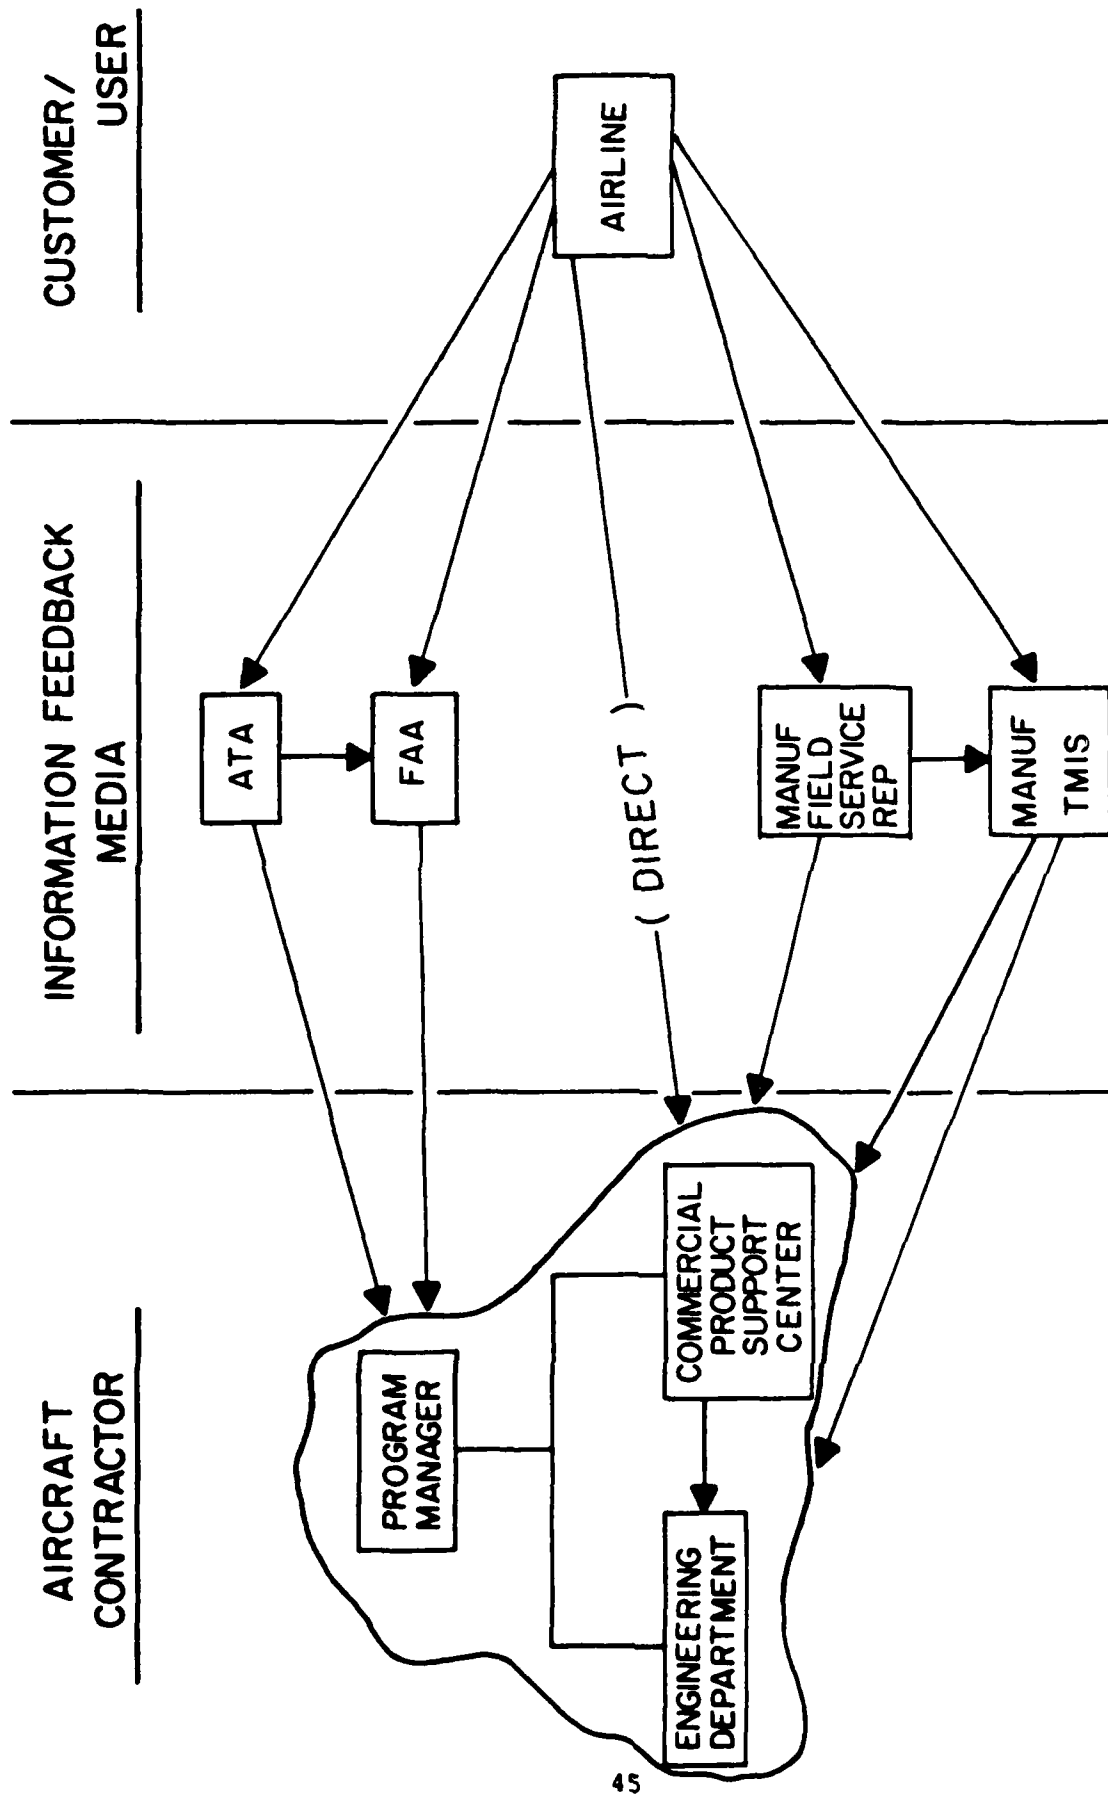 AIRCRAFT
CONTRACTOR
INFORMATION FEEDBACK
MEDIA
CUSTOMER/
USER
PROGRAM
MANAGER
ENGINEERING
DEPARTMENT
COMMERCIAL
PRODUCT
SUPPORT
CENTER
ATA
FAA
( DIRECT )
MANUF
FIELD
SERVICE
REP
MANUF
TMIS
AIRLINE
45